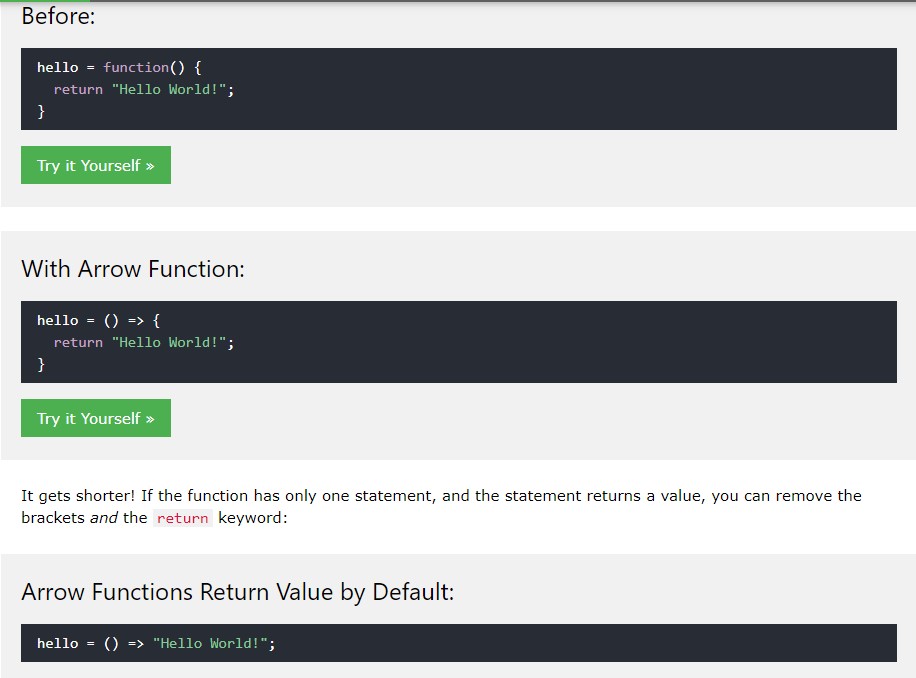 Before:
hello = function() {
  return "Hello World!";
}
Try it Yourself »
With Arrow Function:
hello = () => {
  return "Hello World!";
}
Try it Yourself »
It gets shorter! If the function has only one statement, and the statement returns a value, you can remove the
brackets and the return keyword:
Arrow Functions Return Value by Default:
hello = () => "Hello World!";